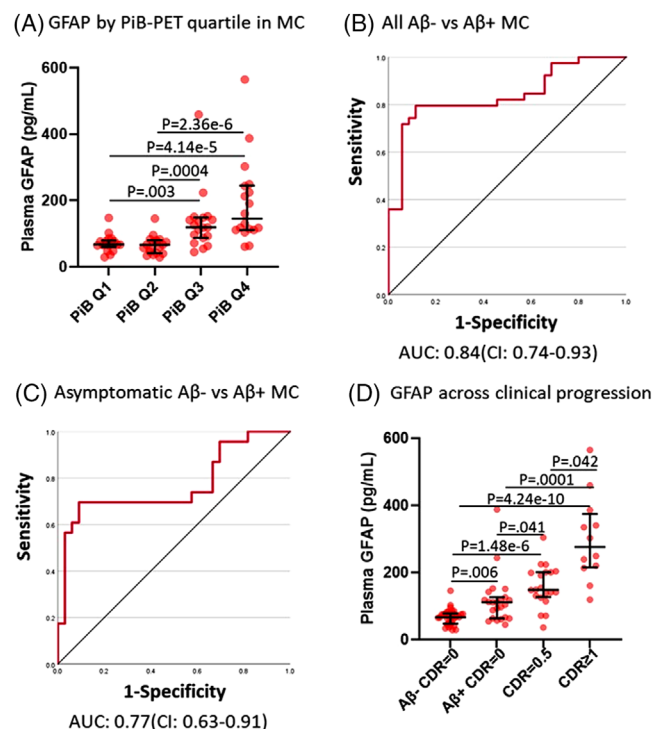 (A) GFAP by PiB-PET quartile in MC
Plasma GFAP (pg/mL)
600
400
200
0
P=2.36e-6
P=4.14e-5
P=.0004
P=.003
PiB Q1
PiB Q2
PiB Q3
PiB Q4
(B) All Aβ- vs Aβ+ MC
Sensitivity
1.0
0.8
0.6
0.4
0.2
0.0
0.0 0.2 0.4 0.6 0.8 1.0
1-Specificity
AUC: 0.84(CI: 0.74-0.93)
(C) Asymptomatic Aβ- vs Aβ+ MC
Sensitivity
1.0
0.8
0.6
0.4
0.2
0.0
0.0 0.2 0.4 0.6 0.8 1.0
1-Specificity
AUC: 0.77(CI: 0.63-0.91)
(D) GFAP across clinical progression
Plasma GFAP (pg/mL)
600
400
200
0
P=.042
P=.0001
P=4.24e-10
P=.041
P=1.48e-6
P=.006
Aβ- CDR=0
Aβ+ CDR=0
CDR=0.5
CDR≥1